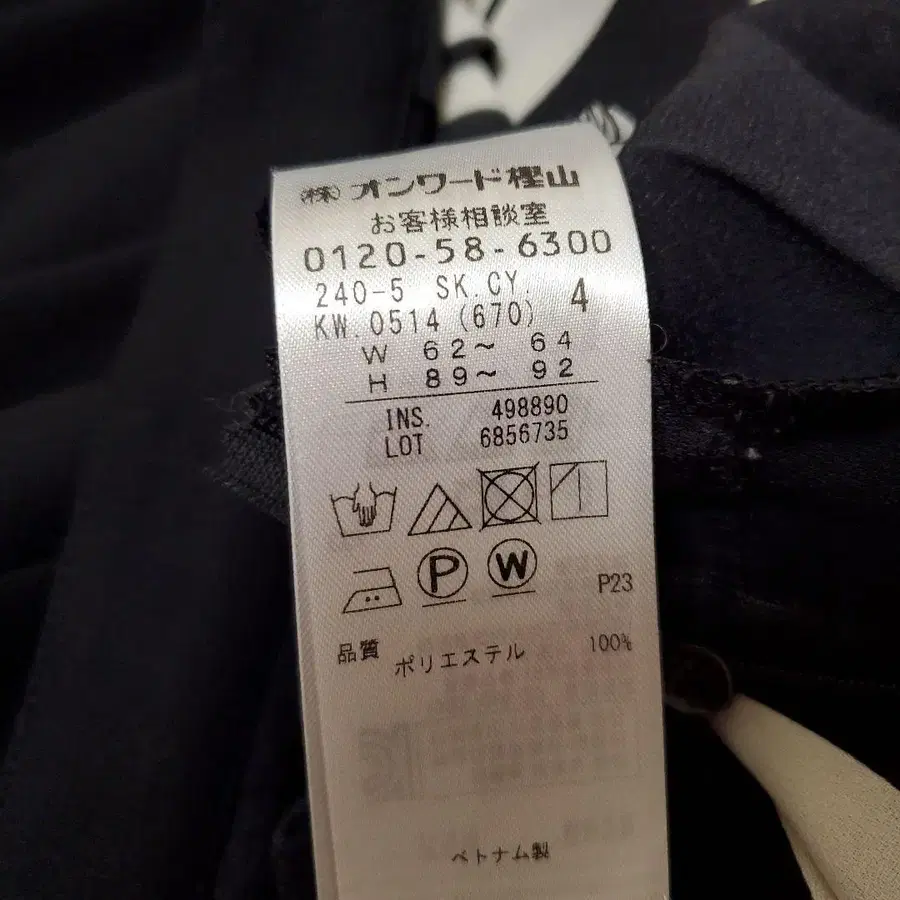 (株)オンワード樫山
お客様相談室
0120-58-6300
240-5 SK.CY. 4
KW.0514 (670)
W 62~ 64
H 89~ 92
INS. 498890
LOT 6856735
P W
P23
品質 ポリエステル 100%
ベトナム製